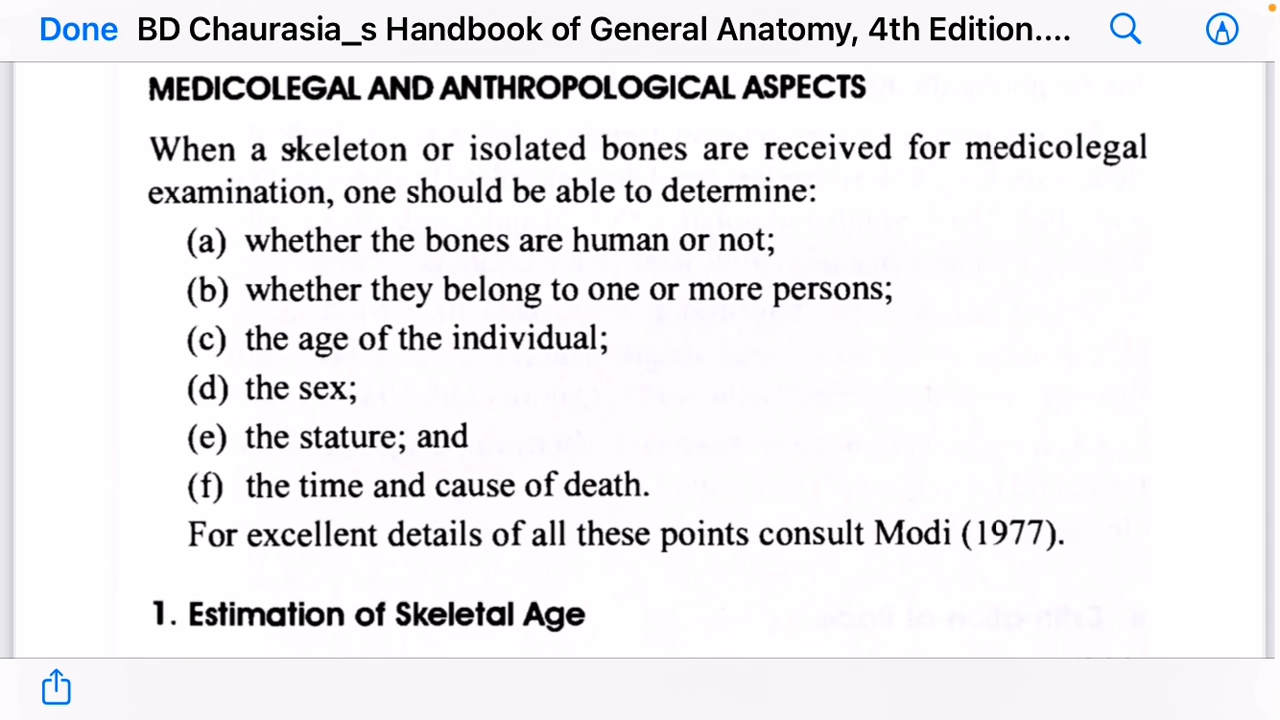 Done BD Chaurasia_s Handbook of General Anatomy, 4th Edition....
MEDICOLEGAL AND ANTHROPOLOGICAL ASPECTS
When a skeleton or isolated bones are received for medicolegal
examination, one should be able to determine:
(a) whether the bones are human or not;
(b) whether they belong to one or more persons;
(c) the age of the individual;
(d) the sex;
(e) the stature; and
(f) the time and cause of death.
For excellent details of all these points consult Modi (1977).
1. Estimation of Skeletal Age